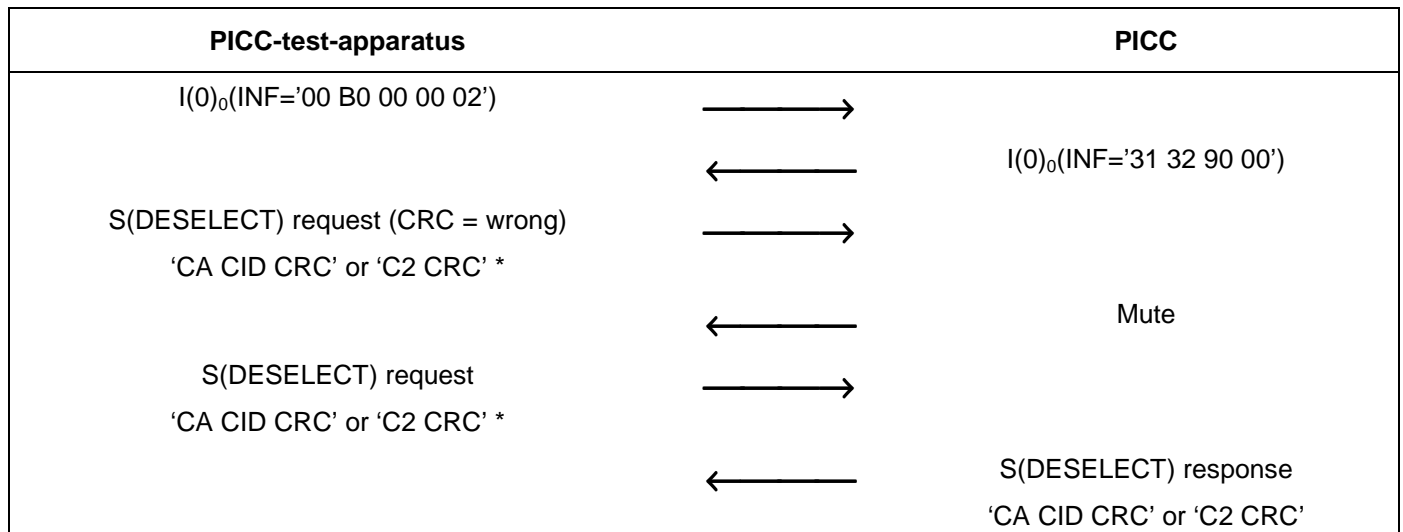 PICC-test-apparatus PICC
I(0)₀(INF=’00 B0 00 00 02’)
I(0)₀(INF=’31 32 90 00’)
S(DESELECT) request (CRC = wrong)
‘CA CID CRC’ or ‘C2 CRC’ *
Mute
S(DESELECT) request
‘CA CID CRC’ or ‘C2 CRC’ *
S(DESELECT) response
‘CA CID CRC’ or ‘C2 CRC’